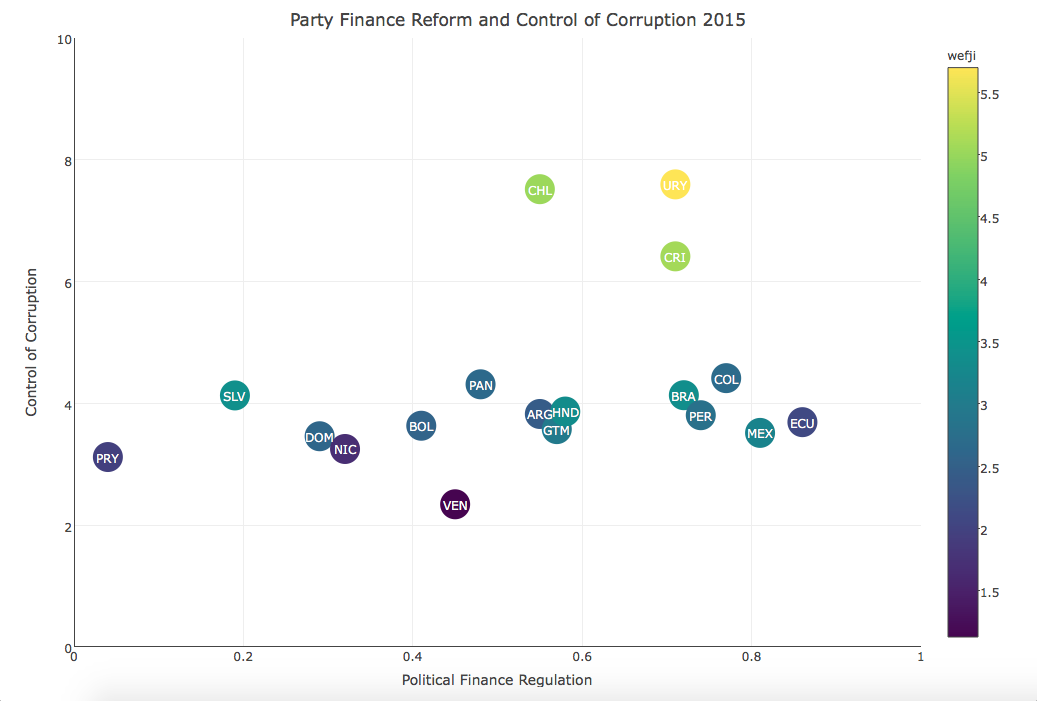 Party Finance Reform and Control of Corruption 2015
wefji
10
8
6
4
2
0
Control of Corruption
CHL
URY
CRI
COL
PAN
SLV
BRA
ARG
HND
PER
ECU
BOL
GTM
MEX
DOM
NIC
PRY
VEN
5.5
5
4.5
4
3.5
3
2.5
2
1.5
0
0.2
0.4
0.6
0.8
1
Political Finance Regulation